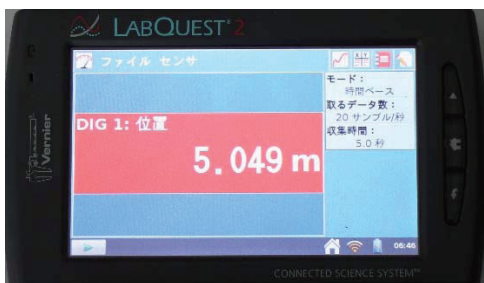 LABQUEST®2
ファイル センサ
モード：
時間ベース
取るデータ数：
20 サンプル/秒
収集時間：
5.0 秒
DIG 1: 位置
5.049 m
06:46
Vernier
CONNECTED SCIENCE SYSTEM™